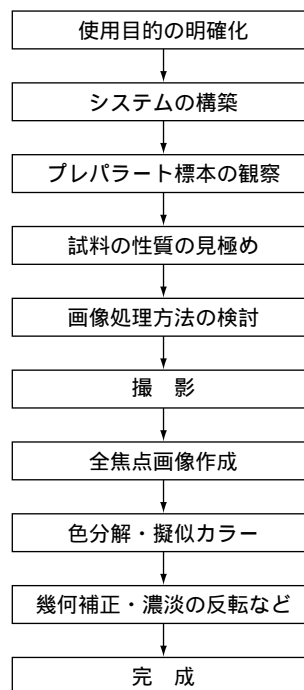 使用目的の明確化
システムの構築
プレパラート標本の観察
試料の性質の見極め
画像処理方法の検討
撮　影
全焦点画像作成
色分解・擬似カラー
幾何補正・濃淡の反転など
完　成